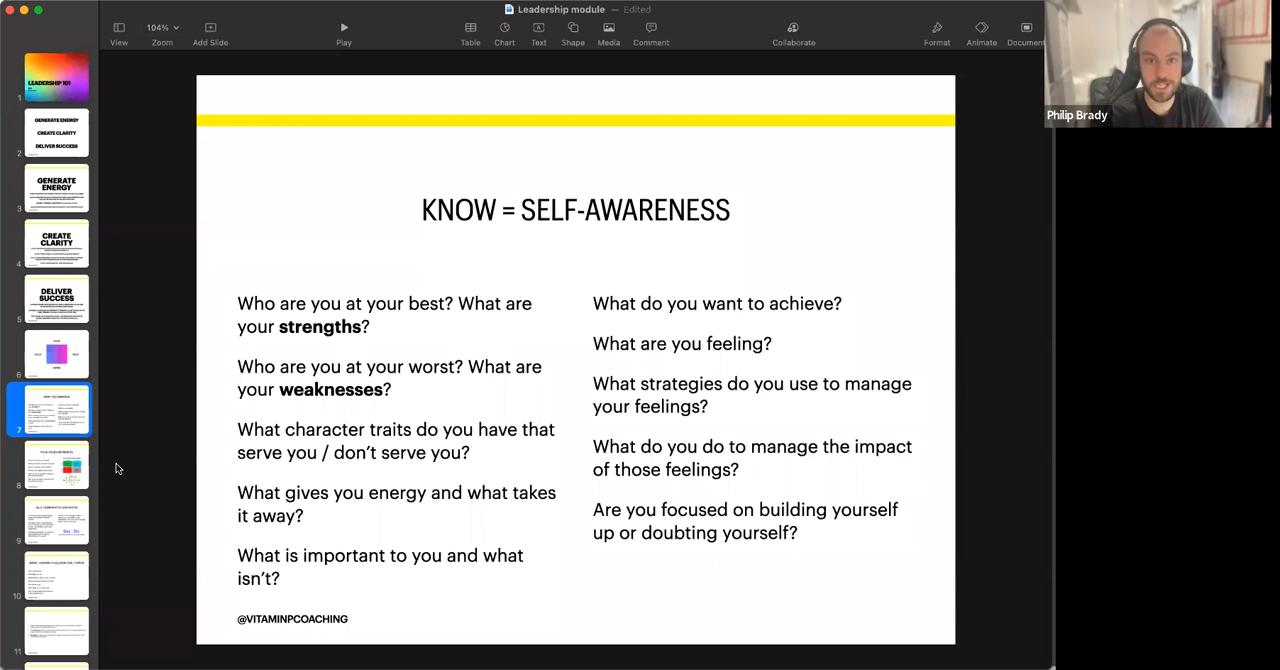 Leadership module — Edited
104%
View
Zoom
Add Slide
Play
Table
Chart
Text
Shape
Media
Comment
Collaborate
Format
Animate
Document
Philip Brady
LEADERSHIP 101
1
GENERATE ENERGY
CREATE CLARITY
DELIVER SUCCESS
2
GENERATE
ENERGY
3
CREATE
CLARITY
4
DELIVER
SUCCESS
5
6
7
8
9
10
11
KNOW = SELF-AWARENESS
Who are you at your best? What are
your strengths?
Who are you at your worst? What are
your weaknesses?
What character traits do you have that
serve you / don't serve you?
What gives you energy and what takes
it away?
What is important to you and what
isn't?
What do you want to achieve?
What are you feeling?
What strategies do you use to manage
your feelings?
What do you do to manage the impact
of those feelings?
Are you focused on building yourself
up or doubting yourself?
@VITAMINPCOACHING